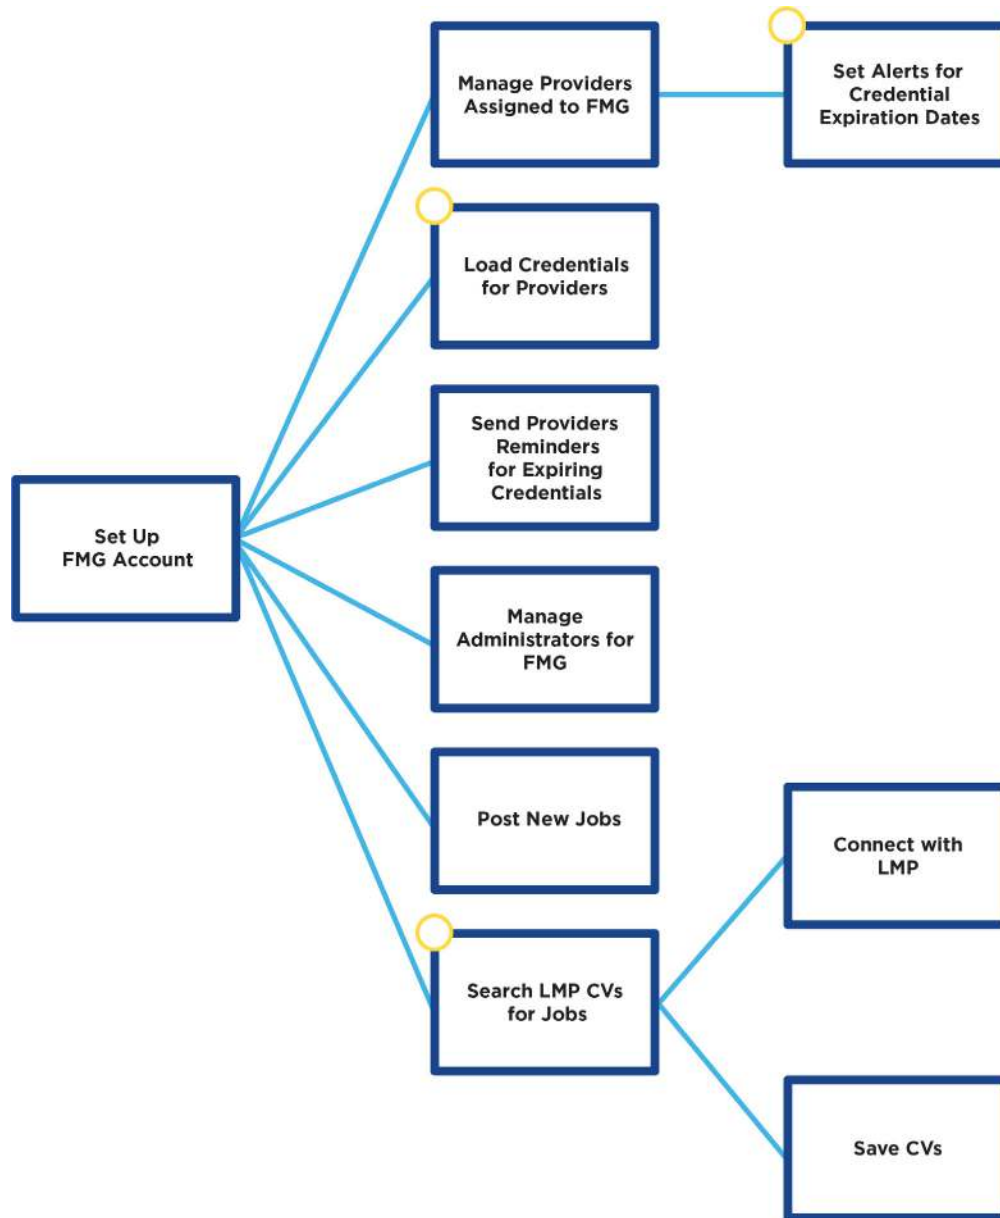 Set Up
FMG Account
Manage Providers
Assigned to FMG
Set Alerts for
Credential
Expiration Dates
Load Credentials
for Providers
Send Providers
Reminders
for Expiring
Credentials
Manage
Administrators for
FMG
Post New Jobs
Search LMP CVs
for Jobs
Connect with
LMP
Save CVs